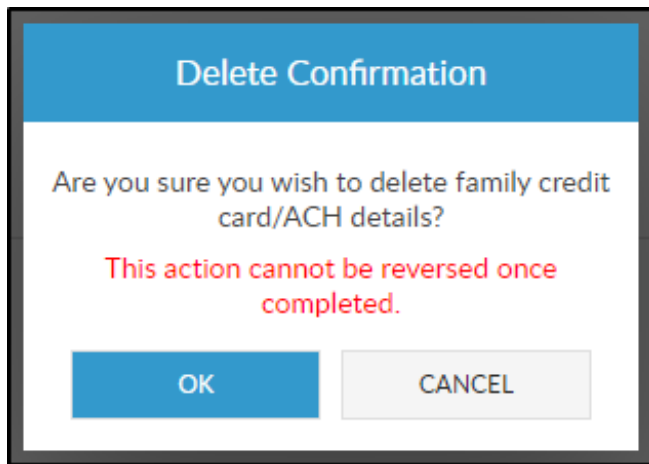 Delete Confirmation
Are you sure you wish to delete family credit
card/ACH details?
This action cannot be reversed once
completed.
OK
CANCEL